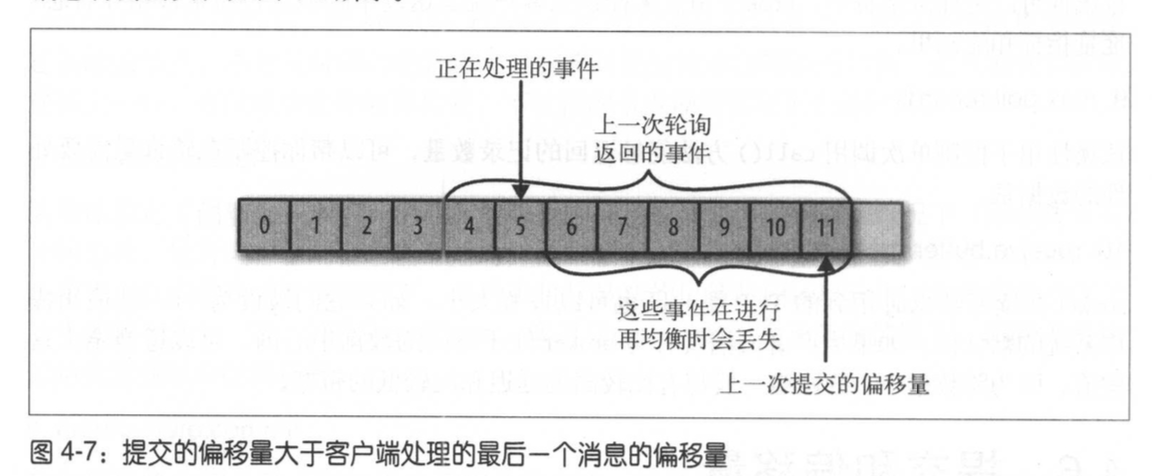 正在处理的事件
上一次轮询
返回的事件
0 1 2 3 4 5 6 7 8 9 10 11
这些事件在进行
再均衡时会丢失
上一次提交的偏移量
图 4-7：提交的偏移量大于客户端处理的最后一个消息的偏移量